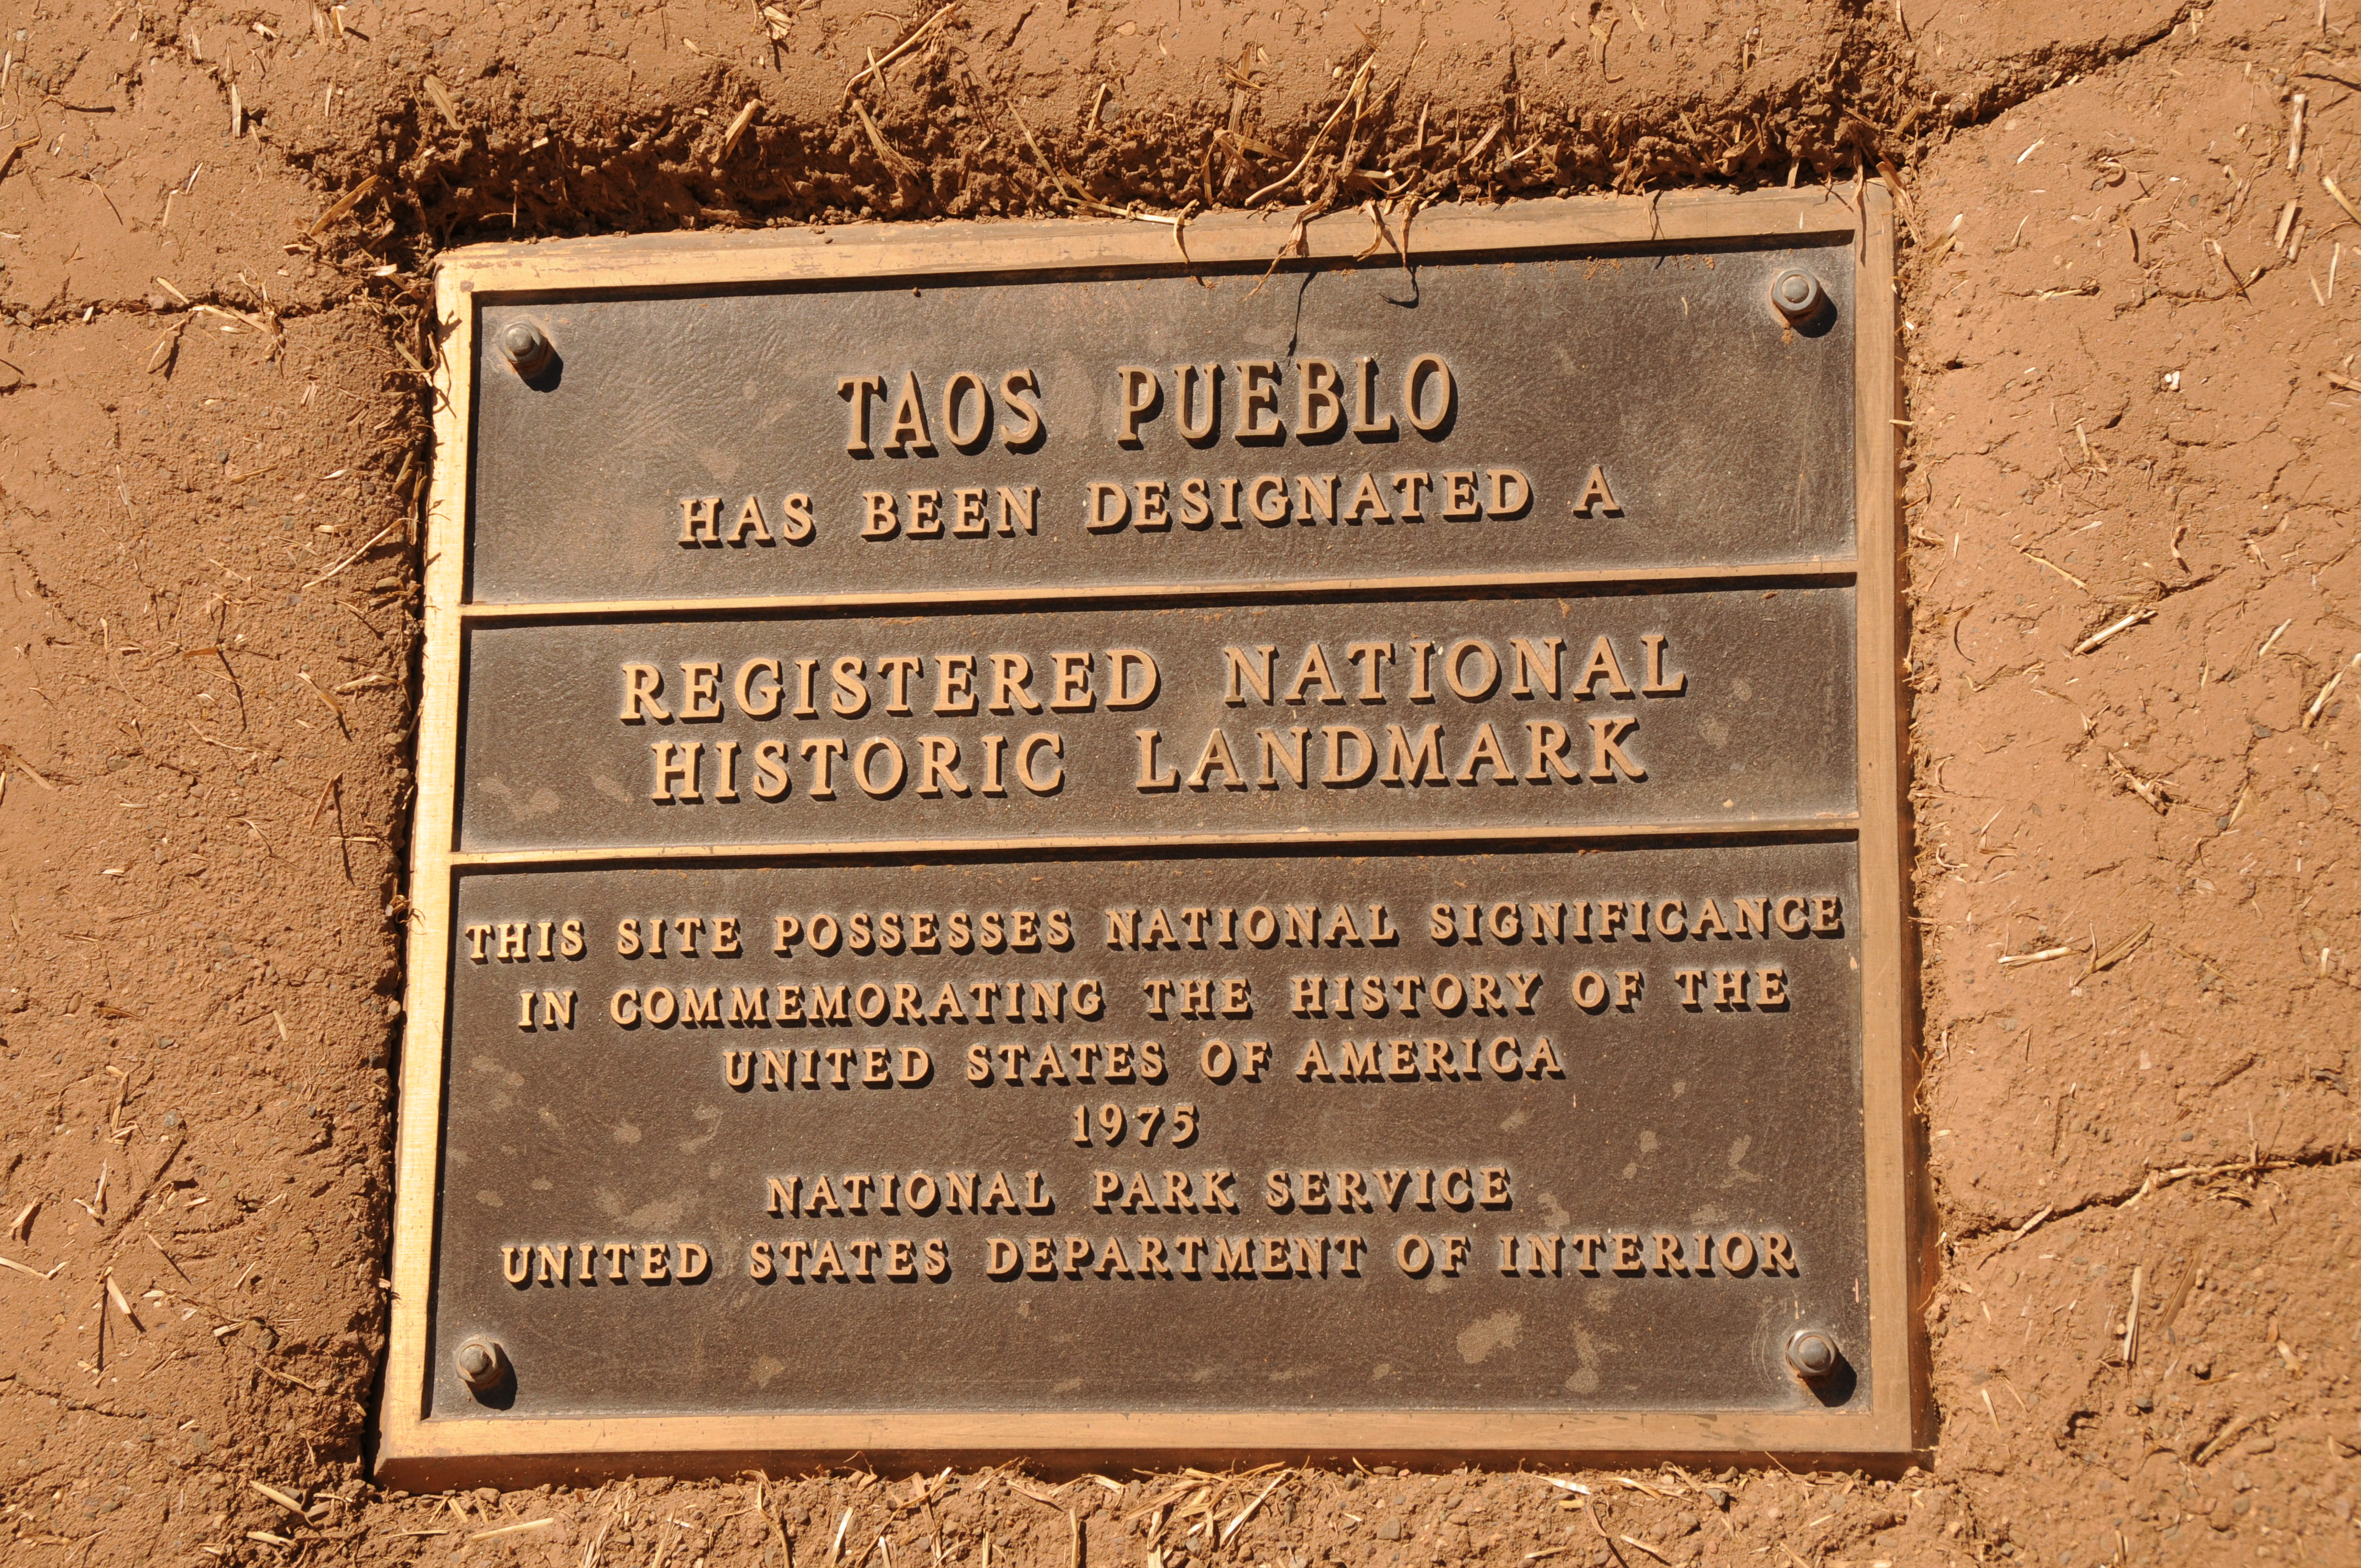 TAOS PUEBLO
HAS BEEN DESIGNATED A
REGISTERED NATIONAL
HISTORIC LANDMARK
THIS SITE POSSESSES NATIONAL SIGNIFICANCE
IN COMMEMORATING THE HISTORY OF THE
UNITED STATES OF AMERICA
1975
NATIONAL PARK SERVICE
UNITED STATES DEPARTMENT OF INTERIOR